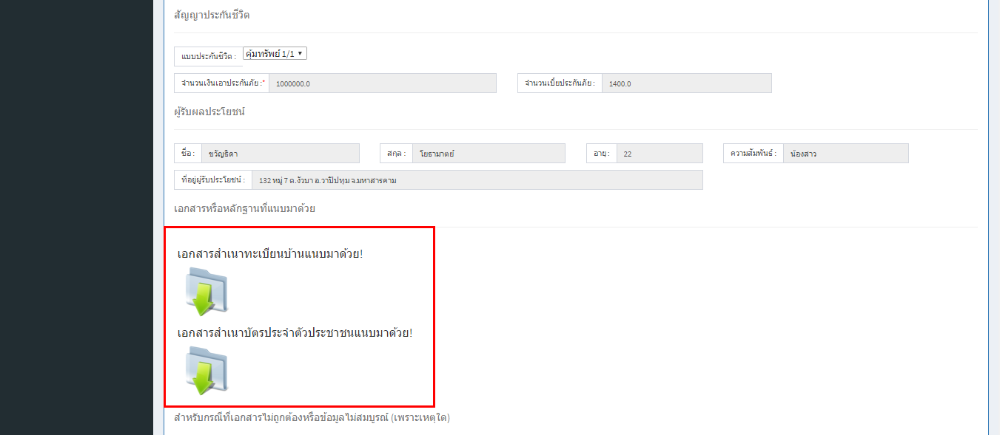 สัญญาประกันชีวิต
แบบประกันชีวิต : คุ้มทรัพย์ 1/1
จำนวนเงินเอาประกันภัย :* 1000000.0 จำนวนเบี้ยประกันภัย : 1400.0
ผู้รับผลประโยชน์
ชื่อ : ขวัญธิดา สกุล : โยธามาตย์ อายุ : 22 ความสัมพันธ์ : น้องสาว
ที่อยู่ผู้รับประโยชน์ : 132 หมู่ 7 ต.งัวบา อ.วาปีปทุม จ.มหาสารคาม
เอกสารหรือหลักฐานที่แนบมาด้วย
เอกสารสำเนาทะเบียนบ้านแนบมาด้วย!
เอกสารสำเนาบัตรประจำตัวประชาชนแนบมาด้วย!
สำหรับกรณีที่เอกสารไม่ถูกต้องหรือข้อมูลไม่สมบูรณ์ (เพราะเหตุใด)